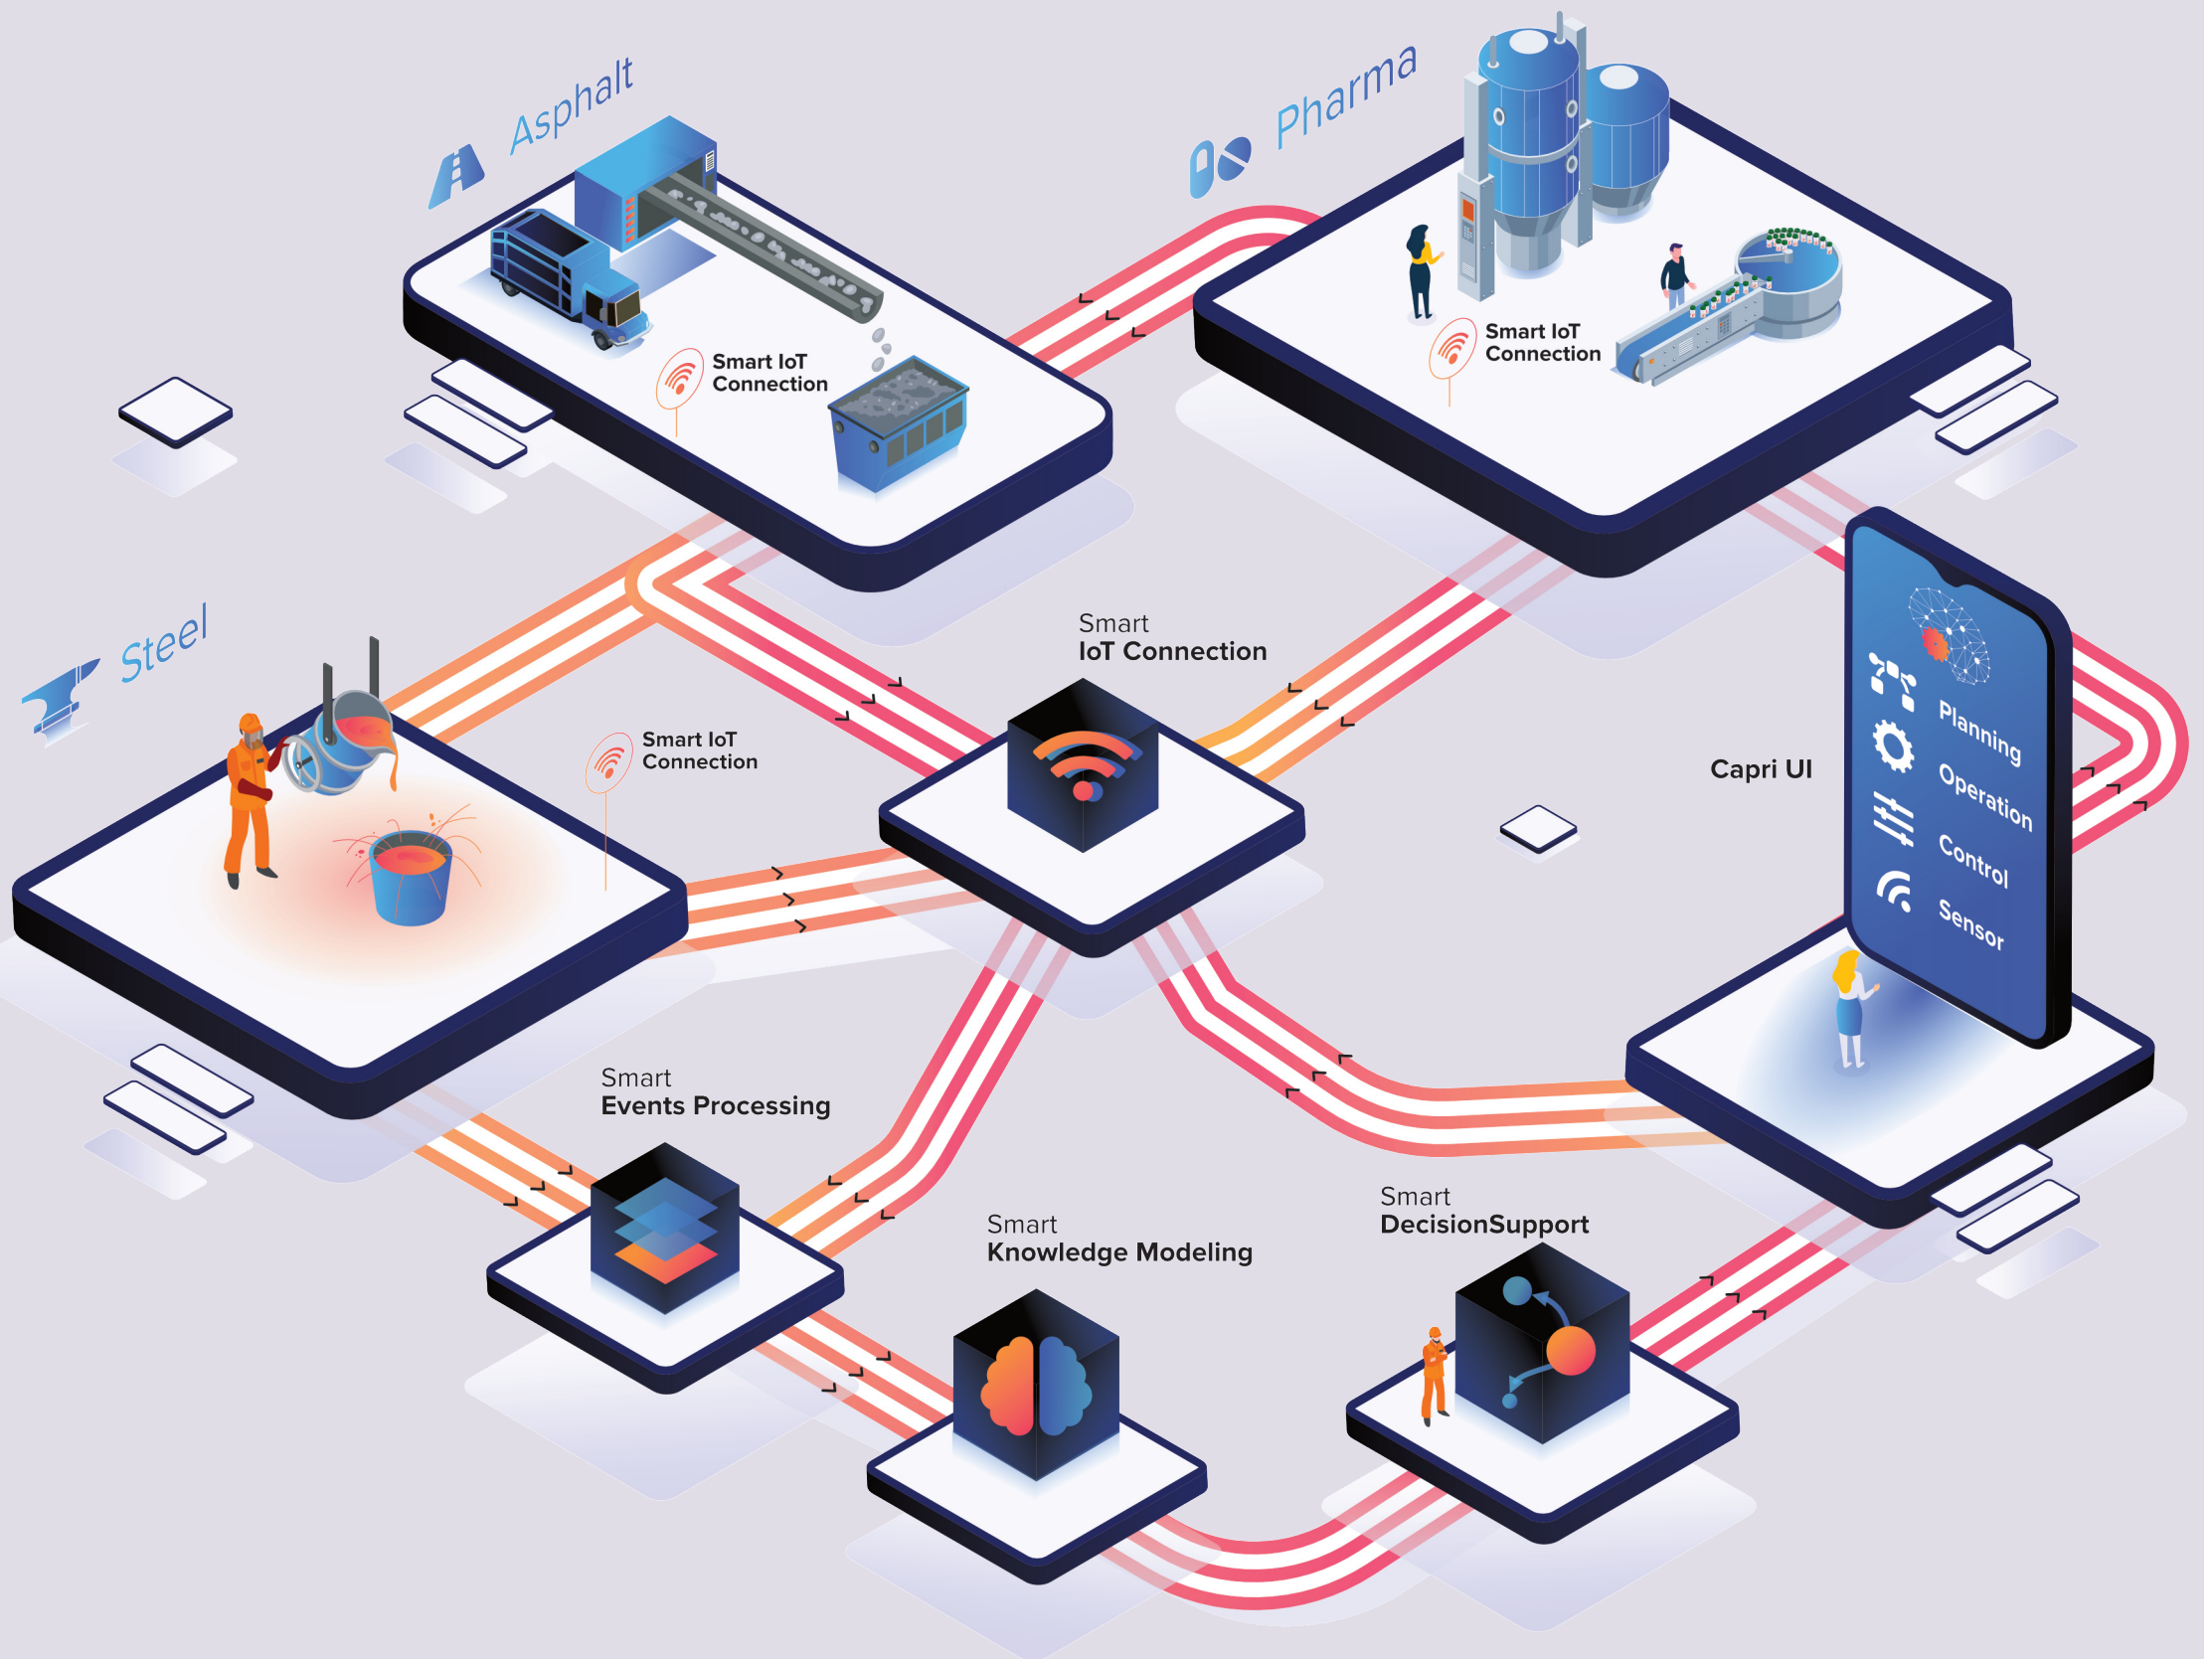 Asphalt
Pharma
Smart IoT
Connection
Smart IoT
Connection
Steel
Smart
IoT Connection
Smart IoT
Connection
Capri UI
Planning
Operation
Control
Sensor
Smart
Events Processing
Smart
Knowledge Modeling
Smart
DecisionSupport